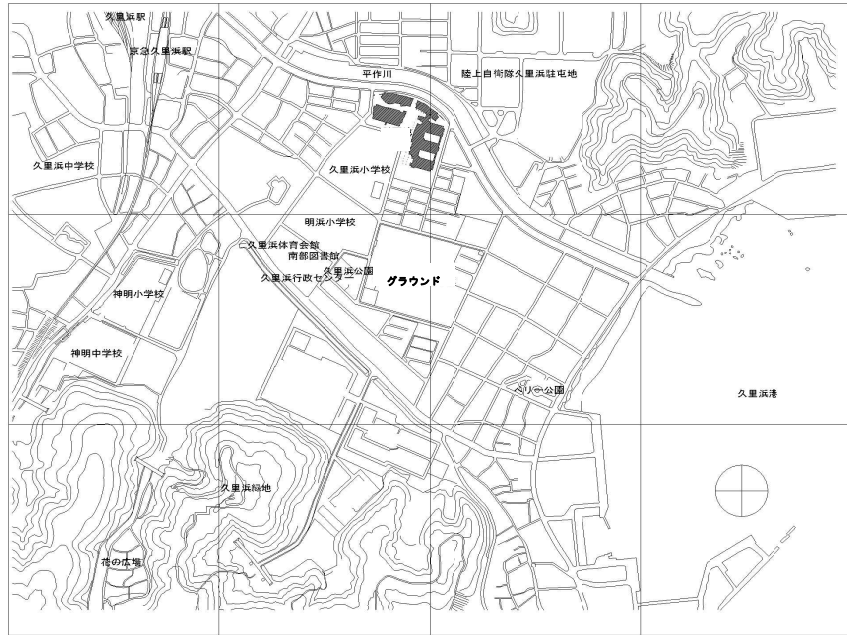 久里浜駅
京急久里浜駅
平作川
陸上自衛隊久里浜駐屯地
久里浜中学校
久里浜小学校
明浜小学校
久里浜体育会館
南部図書館
久里浜公園
久里浜行政センター
グラウンド
神明小学校
神明中学校
ペリー公園
久里浜港
久里浜緑地
花の広場